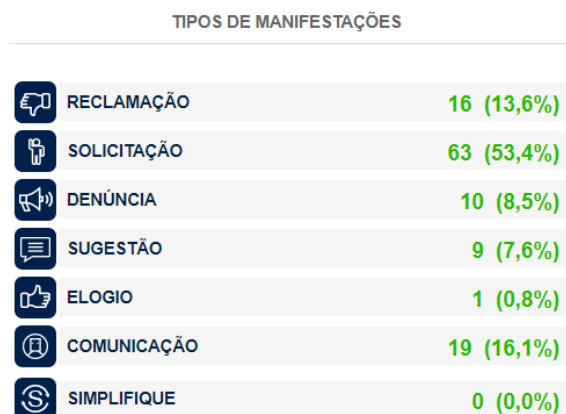 TIPOS DE MANIFESTAÇÕES
RECLAMAÇÃO 16 (13,6%)
SOLICITAÇÃO 63 (53,4%)
DENÚNCIA 10 (8,5%)
SUGESTÃO 9 (7,6%)
ELOGIO 1 (0,8%)
COMUNICAÇÃO 19 (16,1%)
SIMPLIFIQUE 0 (0,0%)